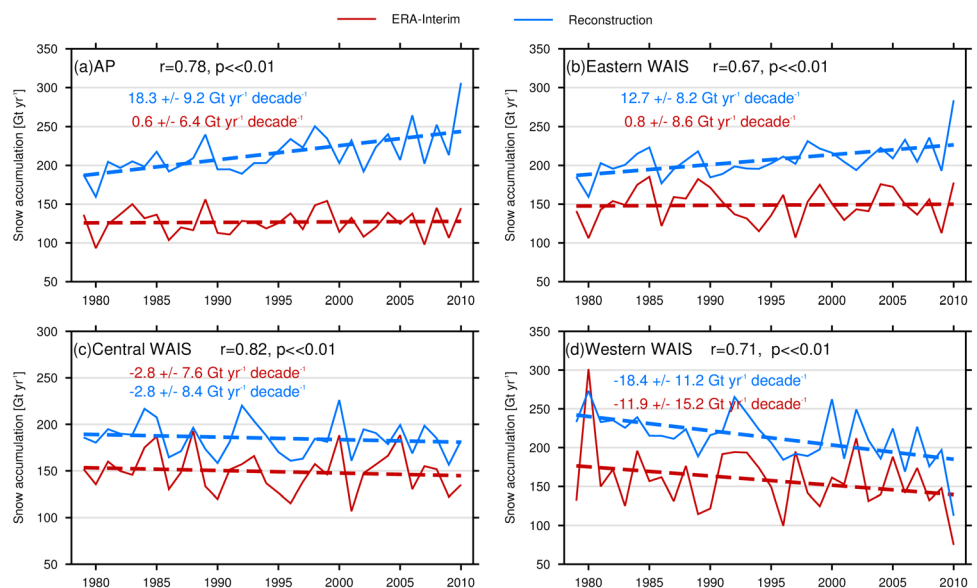 ERA-Interim Reconstruction
(a)AP r=0.78, p<<0.01
18.3 +/- 9.2 Gt yr⁻¹ decade⁻¹
0.6 +/- 6.4 Gt yr⁻¹ decade⁻¹
Snow accumulation [Gt yr⁻¹]
350
300
250
200
150
100
50
1980 1985 1990 1995 2000 2005 2010
(b)Eastern WAIS r=0.67, p<<0.01
12.7 +/- 8.2 Gt yr⁻¹ decade⁻¹
0.8 +/- 8.6 Gt yr⁻¹ decade⁻¹
Snow accumulation [Gt yr⁻¹]
350
300
250
200
150
100
50
1980 1985 1990 1995 2000 2005 2010
(c)Central WAIS r=0.82, p<<0.01
-2.8 +/- 7.6 Gt yr⁻¹ decade⁻¹
-2.8 +/- 8.4 Gt yr⁻¹ decade⁻¹
Snow accumulation [Gt yr⁻¹]
300
250
200
150
100
50
1980 1985 1990 1995 2000 2005 2010
(d)Western WAIS r=0.71, p<<0.01
-18.4 +/- 11.2 Gt yr⁻¹ decade⁻¹
-11.9 +/- 15.2 Gt yr⁻¹ decade⁻¹
Snow accumulation [Gt yr⁻¹]
350
300
250
200
150
100
50
1980 1985 1990 1995 2000 2005 2010